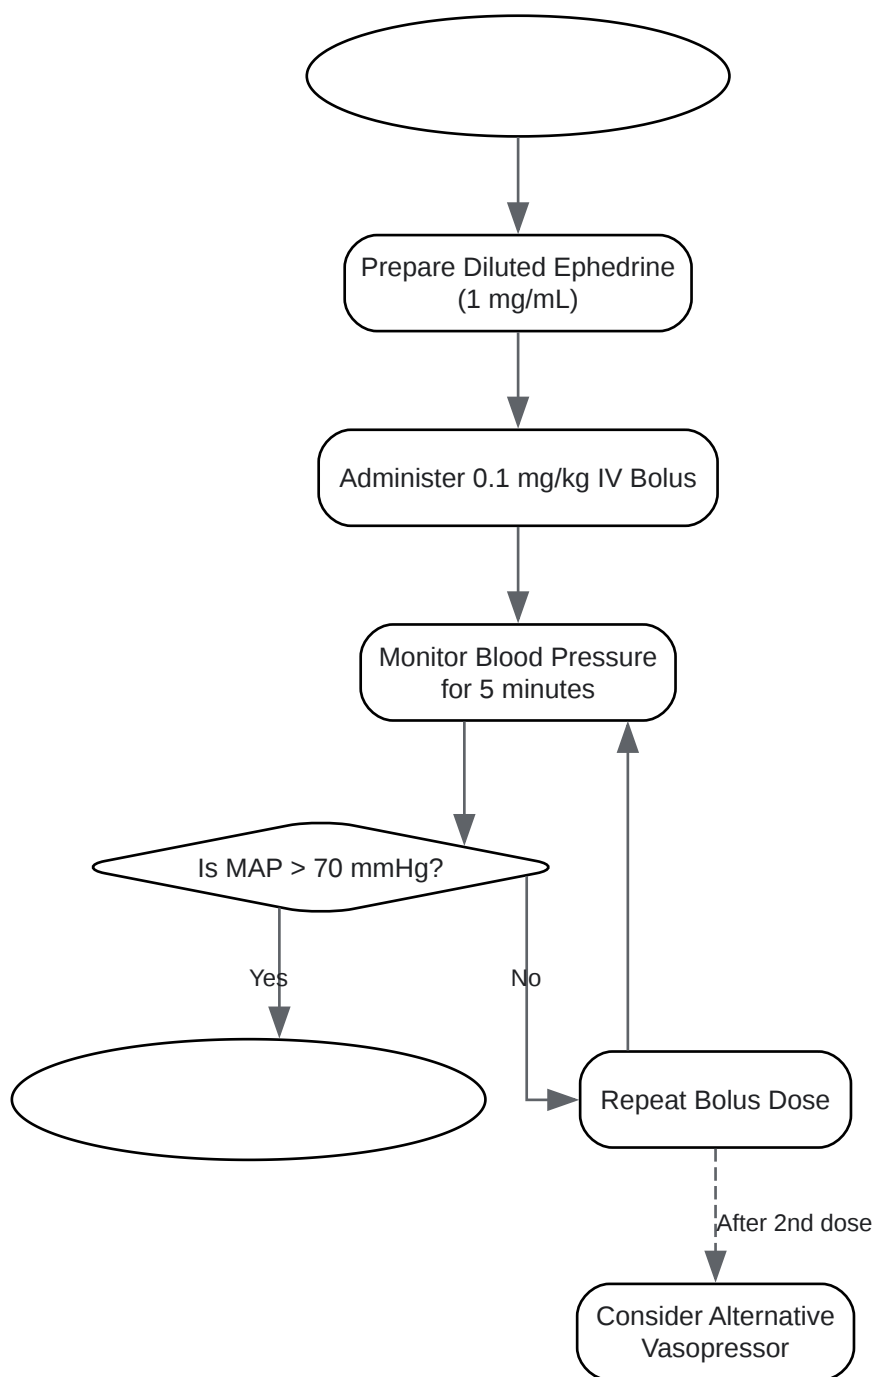 Prepare Diluted Ephedrine
(1 mg/mL)
Administer 0.1 mg/kg IV Bolus
Monitor Blood Pressure
for 5 minutes
Is MAP > 70 mmHg?
Yes
No
Repeat Bolus Dose
After 2nd dose
Consider Alternative
Vasopressor